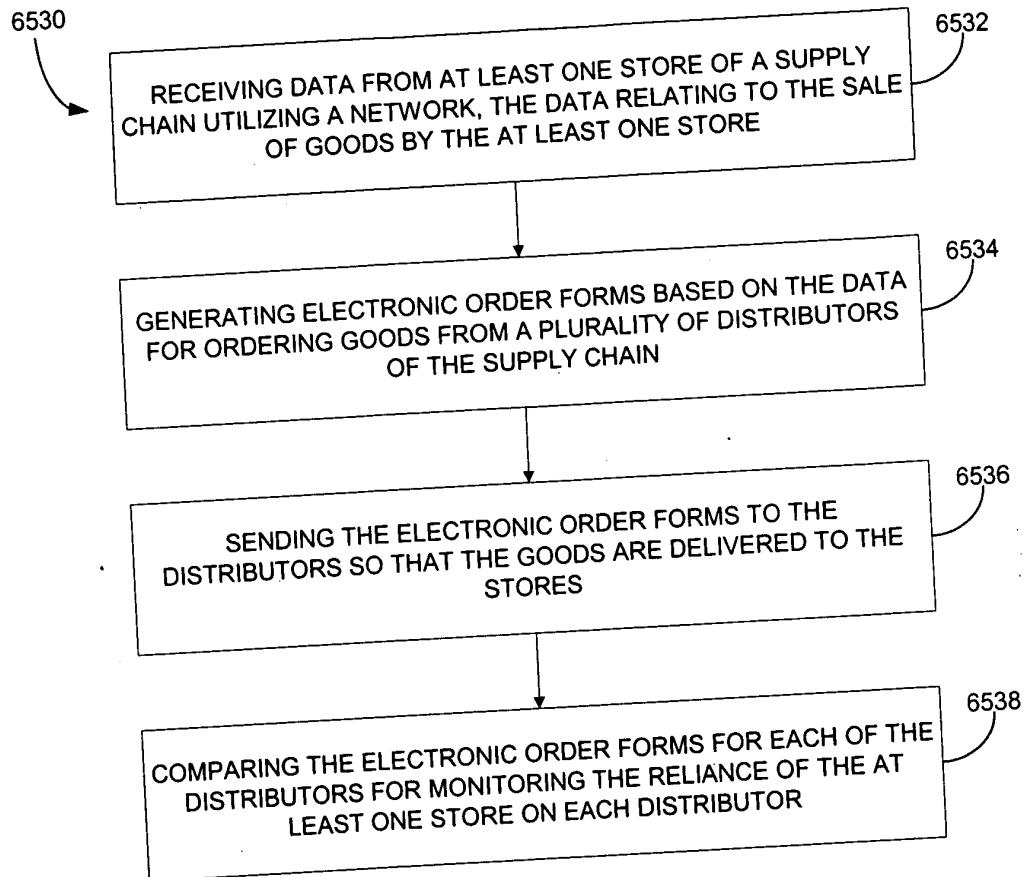 6530
6532
RECEIVING DATA FROM AT LEAST ONE STORE OF A SUPPLY
CHAIN UTILIZING A NETWORK, THE DATA RELATING TO THE SALE
OF GOODS BY THE AT LEAST ONE STORE
6534
GENERATING ELECTRONIC ORDER FORMS BASED ON THE DATA
FOR ORDERING GOODS FROM A PLURALITY OF DISTRIBUTORS
OF THE SUPPLY CHAIN
6536
SENDING THE ELECTRONIC ORDER FORMS TO THE
DISTRIBUTORS SO THAT THE GOODS ARE DELIVERED TO THE
STORES
6538
COMPARING THE ELECTRONIC ORDER FORMS FOR EACH OF THE
DISTRIBUTORS FOR MONITORING THE RELIANCE OF THE AT
LEAST ONE STORE ON EACH DISTRIBUTOR